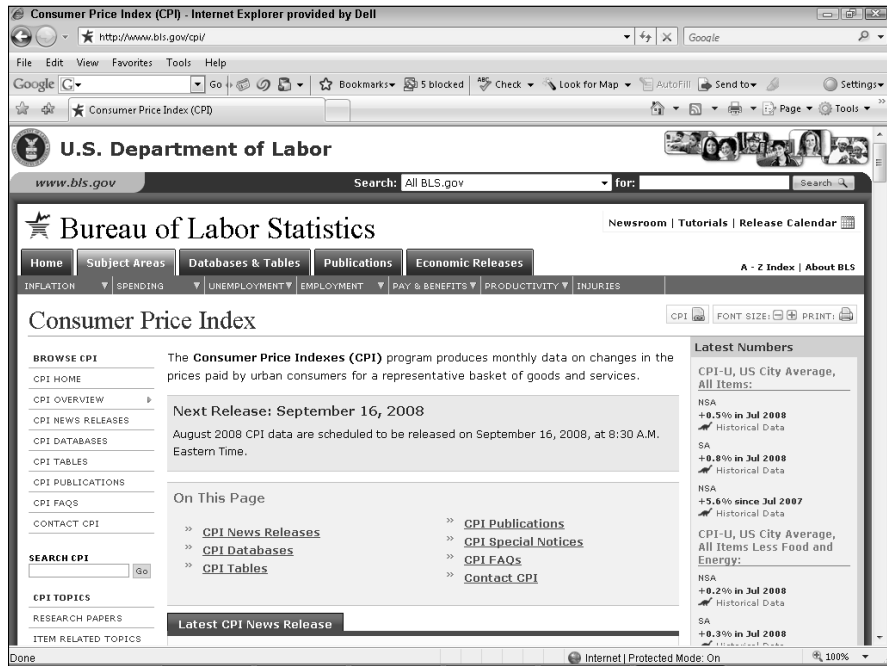 Consumer Price Index (CPI) - Internet Explorer provided by Dell
http://www.bls.gov/cpi/
Google
File Edit View Favorites Tools Help
Google G Go Bookmarks 5 blocked Check Look for Map AutoFill Send to Settings
Consumer Price Index (CPI) Page Tools
U.S. Department of Labor
www.bls.gov Search: All BLS.gov for: Search
Bureau of Labor Statistics
Newsroom | Tutorials | Release Calendar
Home Subject Areas Databases & Tables Publications Economic Releases
A - Z Index | About BLS
INFLATION SPENDING UNEMPLOYMENT EMPLOYMENT PAY & BENEFITS PRODUCTIVITY INJURIES
Consumer Price Index
CPI FONT SIZE: PRINT:
BROWSE CPI
CPI HOME
CPI OVERVIEW
CPI NEWS RELEASES
CPI DATABASES
CPI TABLES
CPI PUBLICATIONS
CPI FAQS
CONTACT CPI
SEARCH CPI
Go
CPI TOPICS
RESEARCH PAPERS
ITEM RELATED TOPICS
The Consumer Price Indexes (CPI) program produces monthly data on changes in the
prices paid by urban consumers for a representative basket of goods and services.
Next Release: September 16, 2008
August 2008 CPI data are scheduled to be released on September 16, 2008, at 8:30 A.M.
Eastern Time.
On This Page
» CPI News Releases
» CPI Databases
» CPI Tables
» CPI Publications
» CPI Special Notices
» CPI FAQs
» Contact CPI
Latest CPI News Release
Latest Numbers
CPI-U, US City Average,
All Items:
NSA
+0.5% in Jul 2008
Historical Data
SA
+0.8% in Jul 2008
Historical Data
NSA
+5.6% since Jul 2007
Historical Data
CPI-U, US City Average,
All Items Less Food and
Energy:
NSA
+0.2% in Jul 2008
Historical Data
SA
+0.3% in Jul 2008
Done Internet | Protected Mode: On 100%